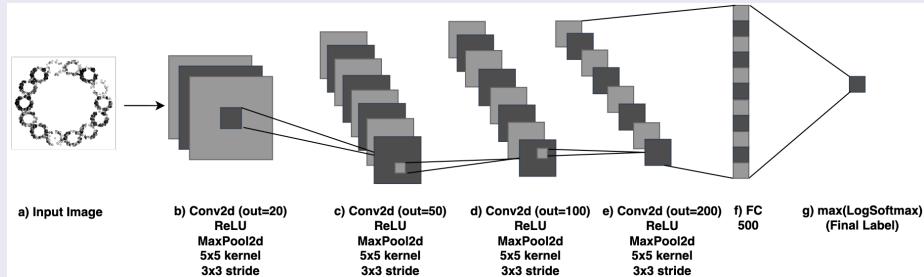 a) Input Image
b) Conv2d (out=20)
ReLU
MaxPool2d
5x5 kernel
3x3 stride
c) Conv2d (out=50)
ReLU
MaxPool2d
5x5 kernel
3x3 stride
d) Conv2d (out=100)
ReLU
MaxPool2d
5x5 kernel
3x3 stride
e) Conv2d (out=200)
ReLU
MaxPool2d
5x5 kernel
3x3 stride
f) FC
500
g) max(LogSoftmax)
(Final Label)